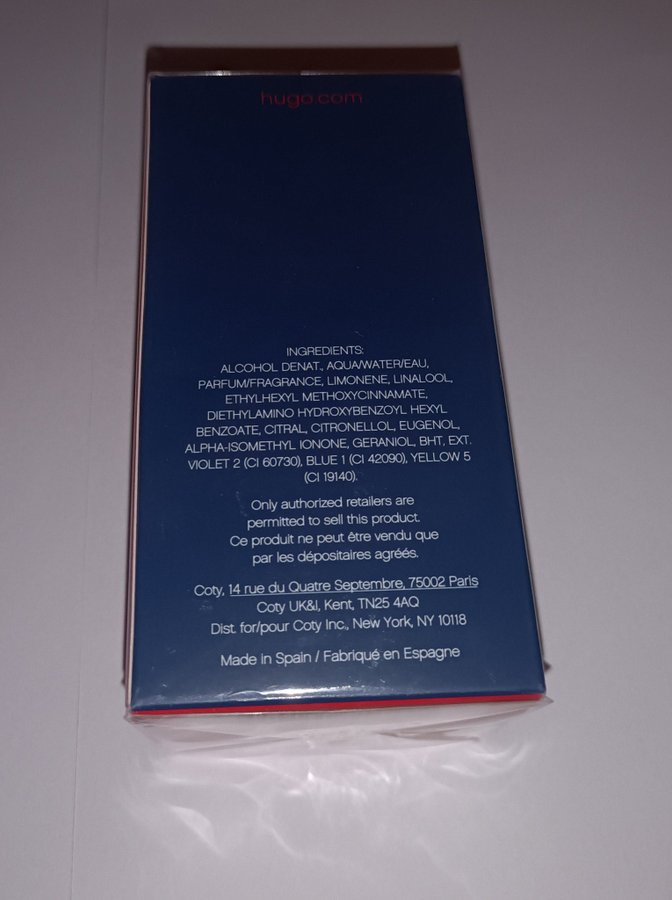 hugo.com
INGREDIENTS:
ALCOHOL DENAT., AQUA/WATER/EAU,
PARFUM/FRAGRANCE, LIMONENE, LINALOOL,
ETHYLHEXYL METHOXYCINNAMATE,
DIETHYLAMINO HYDROXYBENZOYL HEXYL
BENZOATE, CITRAL, CITRONELLOL, EUGENOL,
ALPHA-ISOMETHYL IONONE, GERANIOL, BHT, EXT.
VIOLET 2 (CI 60730), BLUE 1 (CI 42090), YELLOW 5
(CI 19140).
Only authorized retailers are
permitted to sell this product.
Ce produit ne peut être vendu que
par les dépositaires agréés.
Coty, 14 rue du Quatre Septembre, 75002 Paris
Coty UK&I, Kent, TN25 4AQ
Dist. for/pour Coty Inc., New York, NY 10118
Made in Spain / Fabriqué en Espagne